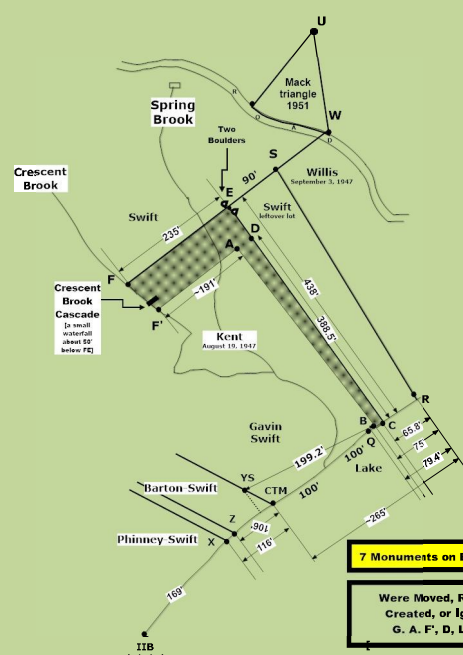 U
Mack
triangle
1951
R
O
A
D
W
Spring
Brook
Two
Boulders
S
Willis
September 3, 1947
90'
Crescent
Brook
E
Swift
leftover lot
Swift
235'
D
A
F
~191'
438'
388.5'
Crescent
Brook
Cascade
[a small
waterfall
about 50'
below FE]
F'
Kent
August 19, 1947
R
B
C
Q
65.8'
75'
79.4'
Gavin
Swift
199.2'
100'
Lake
YS
Barton-Swift
CTM
100'
~265'
Z
106'
Phinney-Swift
X
116'
7 Monuments on
Were Moved, R
Created, or Ig
G. A. F', D, L
[
169'
IIB